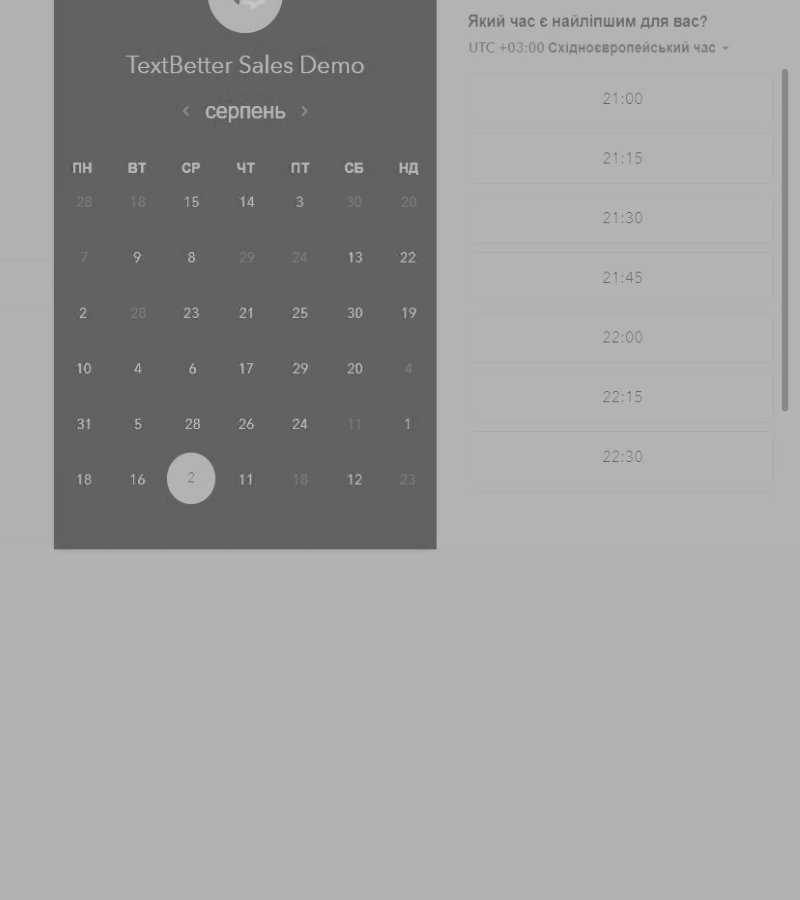 TextBetter Sales Demo
серпень
ПН ВТ СР ЧТ ПТ СБ НД
28 18 15 14 3 30 20
7 9 8 29 24 13 22
2 28 23 21 25 30 19
10 4 6 17 29 20 4
31 5 28 26 24 11 1
18 16 2 11 18 12 23
Який час є найліпшим для вас?
UTC +03:00 Східноєвропейський час
21:00
21:15
21:30
21:45
22:00
22:15
22:30